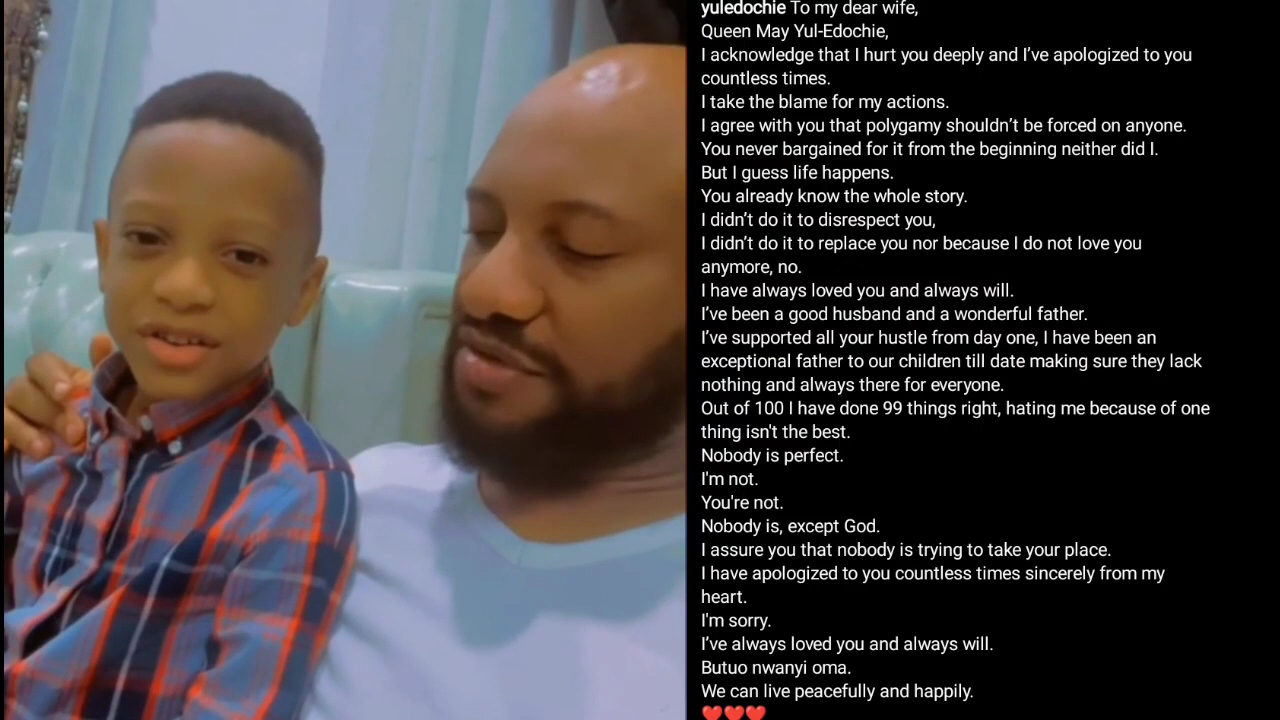 yuledochie To my dear wife,
Queen May Yul-Edochie,
I acknowledge that I hurt you deeply and I’ve apologized to you
countless times.
I take the blame for my actions.
I agree with you that polygamy shouldn’t be forced on anyone.
You never bargained for it from the beginning neither did I.
But I guess life happens.
You already know the whole story.
I didn’t do it to disrespect you,
I didn’t do it to replace you nor because I do not love you
anymore, no.
I have always loved you and always will.
I’ve been a good husband and a wonderful father.
I’ve supported all your hustle from day one, I have been an
exceptional father to our children till date making sure they lack
nothing and always there for everyone.
Out of 100 I have done 99 things right, hating me because of one
thing isn't the best.
Nobody is perfect.
I'm not.
You're not.
Nobody is, except God.
I assure you that nobody is trying to take your place.
I have apologized to you countless times sincerely from my
heart.
I'm sorry.
I’ve always loved you and always will.
Butuo nwanyi oma.
We can live peacefully and happily.
❤️❤️❤️